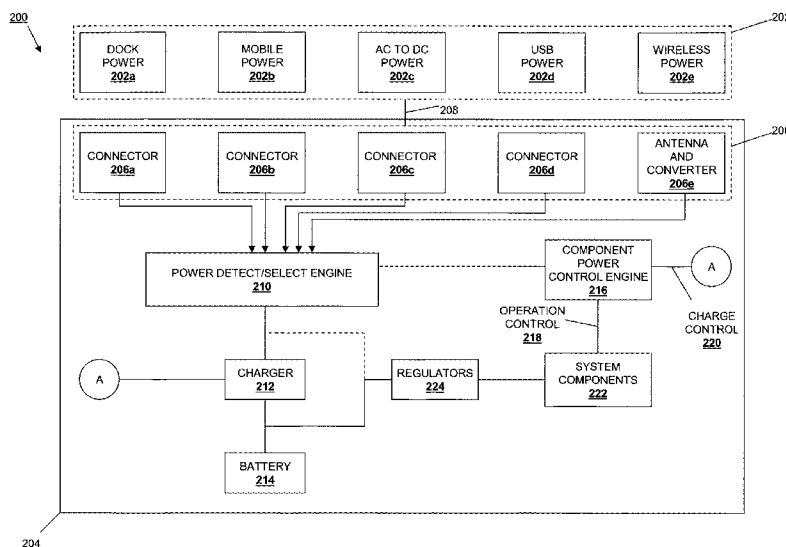 200
202
DOCK
POWER
202a
MOBILE
POWER
202b
AC TO DC
POWER
202c
USB
POWER
202d
WIRELESS
POWER
202e
208
CONNECTOR
206a
CONNECTOR
206b
CONNECTOR
206c
CONNECTOR
206d
ANTENNA
AND
CONVERTER
206e
POWER DETECT/SELECT ENGINE
210
COMPONENT
POWER
CONTROL ENGINE
216
A
OPERATION
CONTROL
218
CHARGE
CONTROL
220
A
CHARGER
212
REGULATORS
224
SYSTEM
COMPONENTS
222
BATTERY
214
204